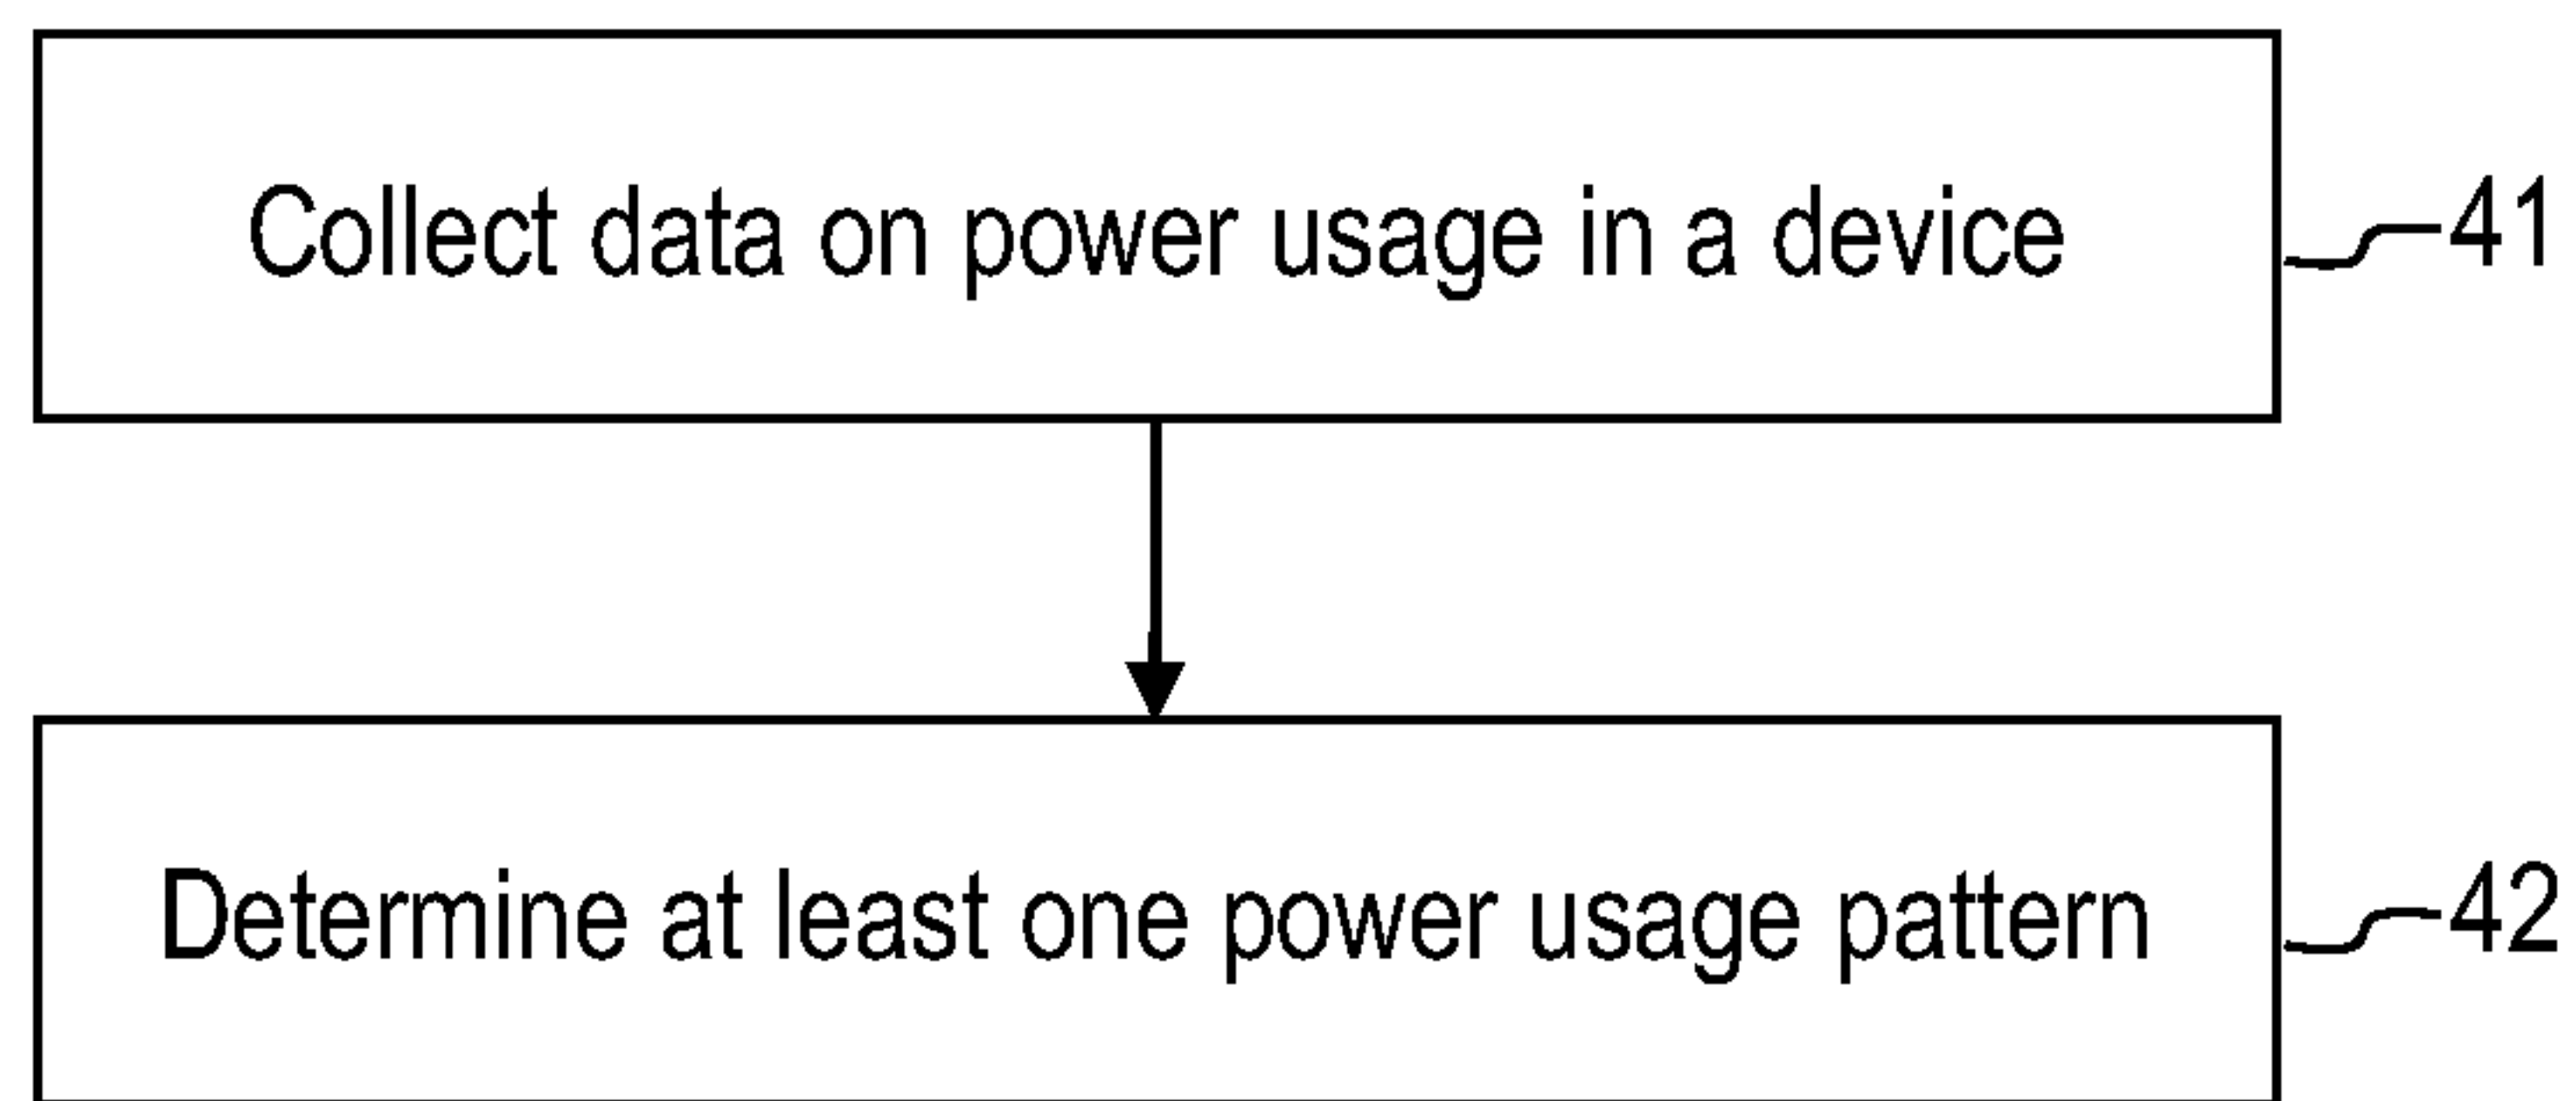 Collect data on power usage in a device
41
Determine at least one power usage pattern
42